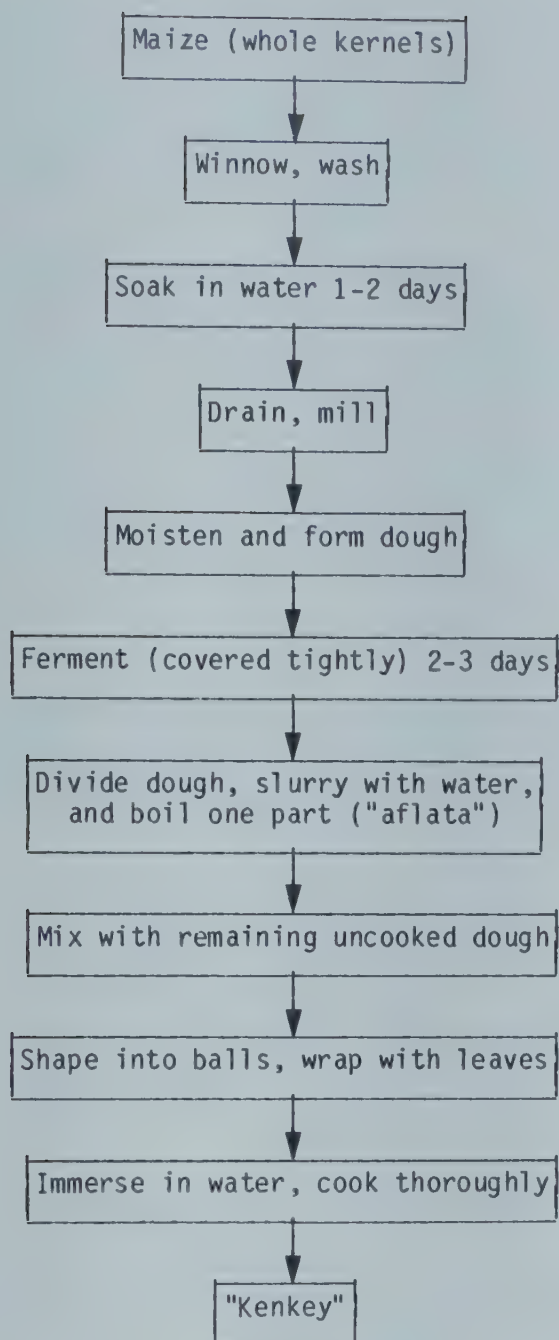 Maize (whole kernels)
Winnow, wash
Soak in water 1-2 days
Drain, mill
Moisten and form dough
Ferment (covered tightly) 2-3 days
Divide dough, slurry with water,
and boil one part ("aflata")
Mix with remaining uncooked dough
Shape into balls, wrap with leaves
Immerse in water, cook thoroughly
"Kenkey"